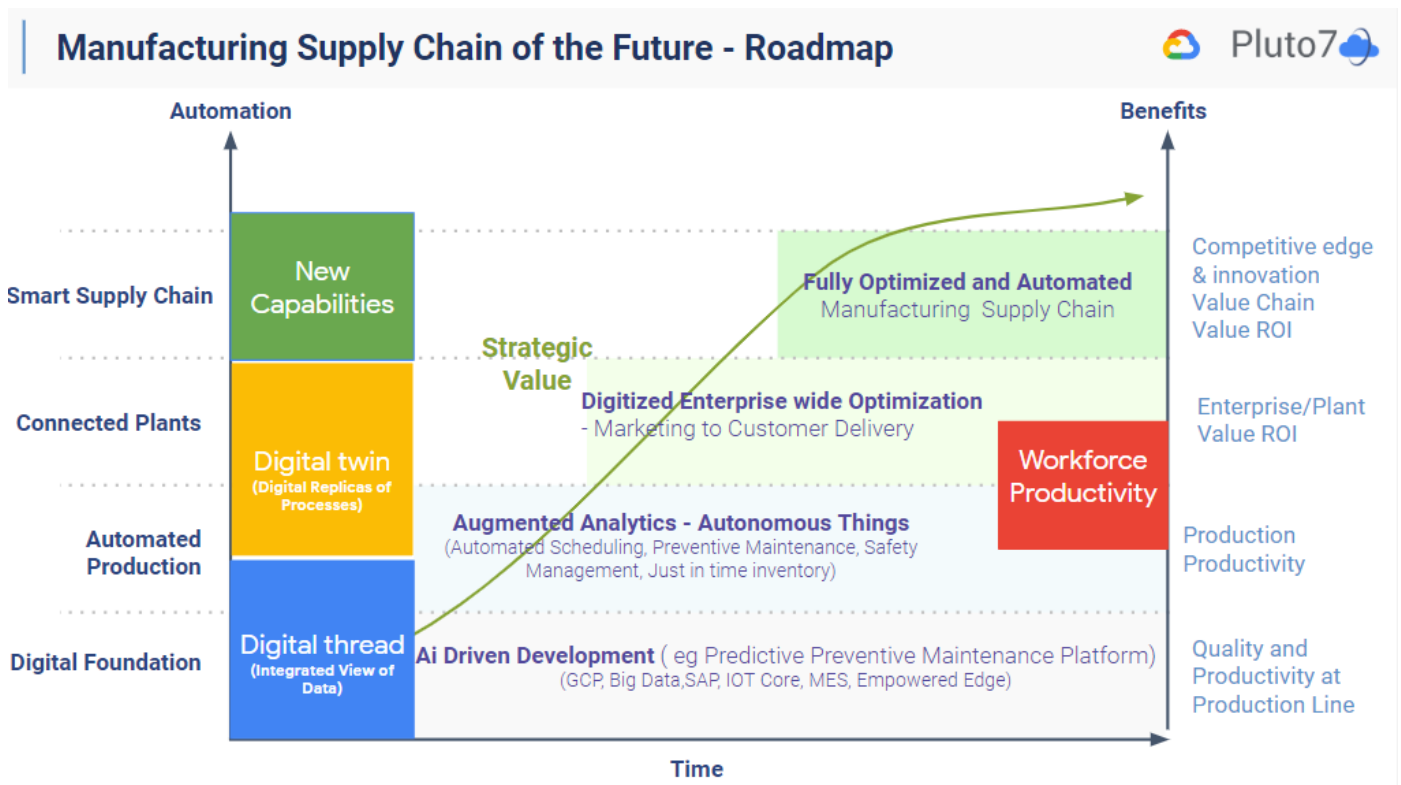 Manufacturing Supply Chain of the Future - Roadmap
Pluto7
Automation
Benefits
Smart Supply Chain
New
Capabilities
Fully Optimized and Automated
Manufacturing Supply Chain
Competitive edge
& innovation
Value Chain
Value ROI
Strategic
Value
Connected Plants
Digital twin
(Digital Replicas of
Processes)
Digitized Enterprise wide Optimization
- Marketing to Customer Delivery
Workforce
Productivity
Enterprise/Plant
Value ROI
Automated
Production
Augmented Analytics - Autonomous Things
(Automated Scheduling, Preventive Maintenance, Safety
Management, Just in time inventory)
Production
Productivity
Digital Foundation
Digital thread
(Integrated View of
Data)
Ai Driven Development ( eg Predictive Preventive Maintenance Platform)
(GCP, Big Data,SAP, IOT Core, MES, Empowered Edge)
Quality and
Productivity at
Production Line
Time